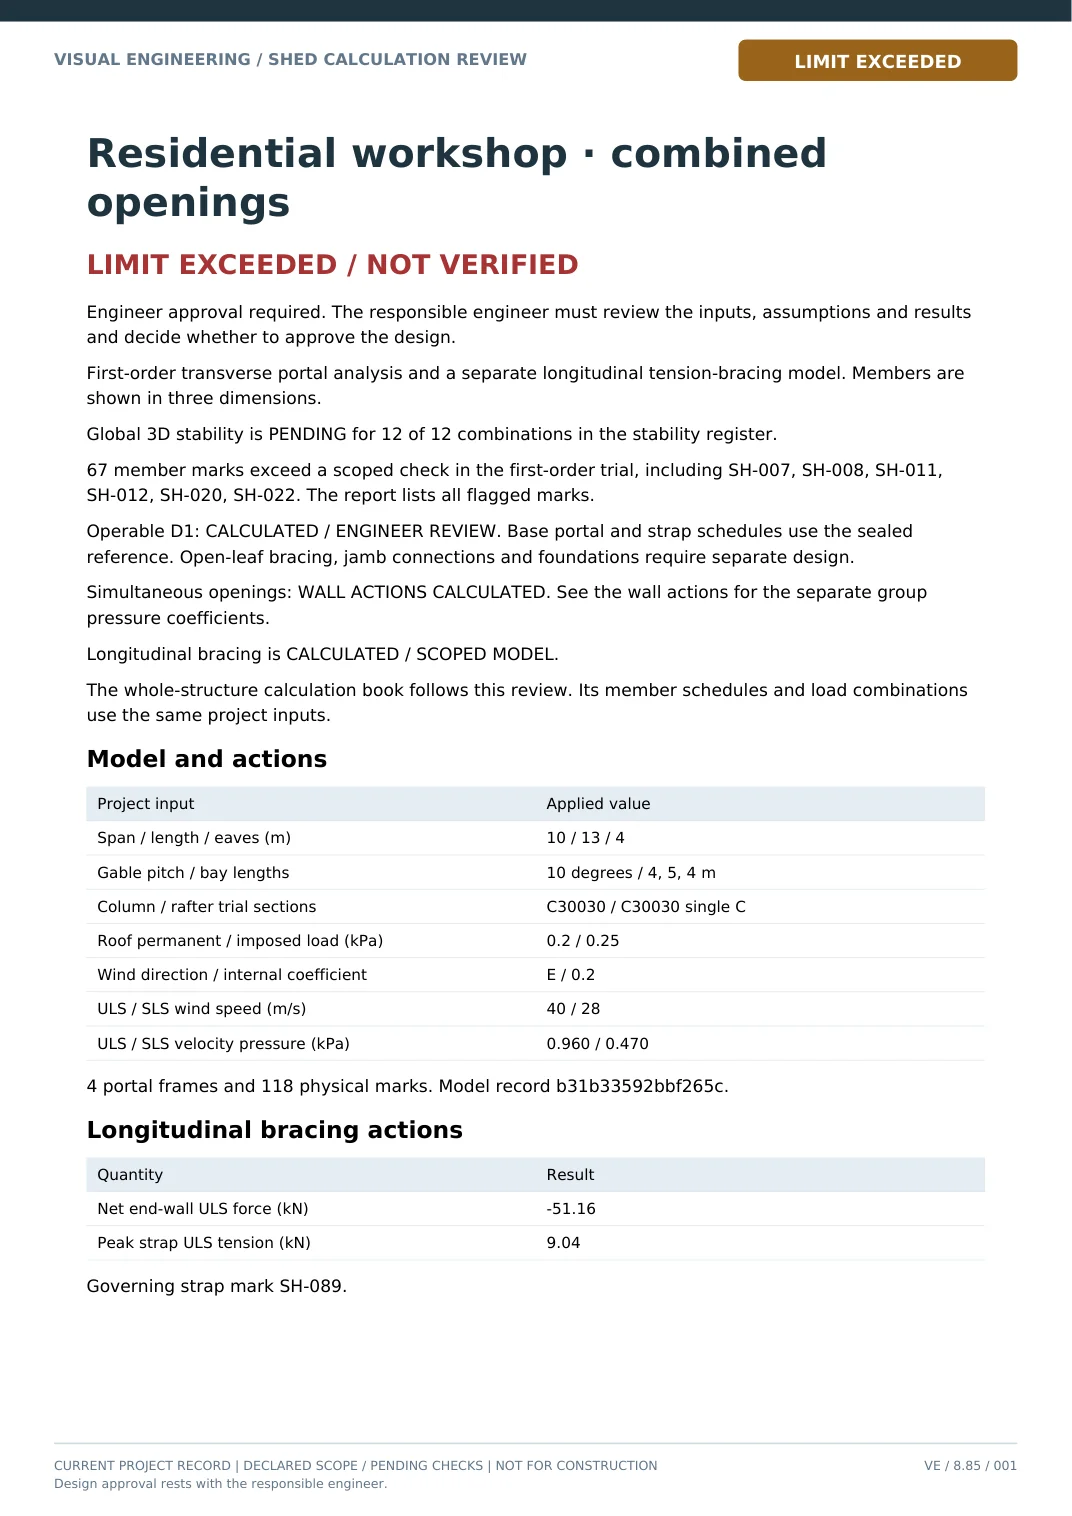 VISUAL ENGINEERING / SHED CALCULATION REVIEW
LIMIT EXCEEDED
Residential workshop · combined
openings
LIMIT EXCEEDED / NOT VERIFIED
Engineer approval required. The responsible engineer must review the inputs, assumptions and results
and decide whether to approve the design.
First-order transverse portal analysis and a separate longitudinal tension-bracing model. Members are
shown in three dimensions.
Global 3D stability is PENDING for 12 of 12 combinations in the stability register.
67 member marks exceed a scoped check in the first-order trial, including SH-007, SH-008, SH-011,
SH-012, SH-020, SH-022. The report lists all flagged marks.
Operable D1: CALCULATED / ENGINEER REVIEW. Base portal and strap schedules use the sealed
reference. Open-leaf bracing, jamb connections and foundations require separate design.
Simultaneous openings: WALL ACTIONS CALCULATED. See the wall actions for the separate group
pressure coefficients.
Longitudinal bracing is CALCULATED / SCOPED MODEL.
The whole-structure calculation book follows this review. Its member schedules and load combinations
use the same project inputs.
Model and actions
Project input Applied value
Span / length / eaves (m) 10 / 13 / 4
Gable pitch / bay lengths 10 degrees / 4, 5, 4 m
Column / rafter trial sections C30030 / C30030 single C
Roof permanent / imposed load (kPa) 0.2 / 0.25
Wind direction / internal coefficient E / 0.2
ULS / SLS wind speed (m/s) 40 / 28
ULS / SLS velocity pressure (kPa) 0.960 / 0.470
4 portal frames and 118 physical marks. Model record b31b33592bbf265c.
Longitudinal bracing actions
Quantity Result
Net end-wall ULS force (kN) -51.16
Peak strap ULS tension (kN) 9.04
Governing strap mark SH-089.
CURRENT PROJECT RECORD | DECLARED SCOPE / PENDING CHECKS | NOT FOR CONSTRUCTION VE / 8.85 / 001
Design approval rests with the responsible engineer.